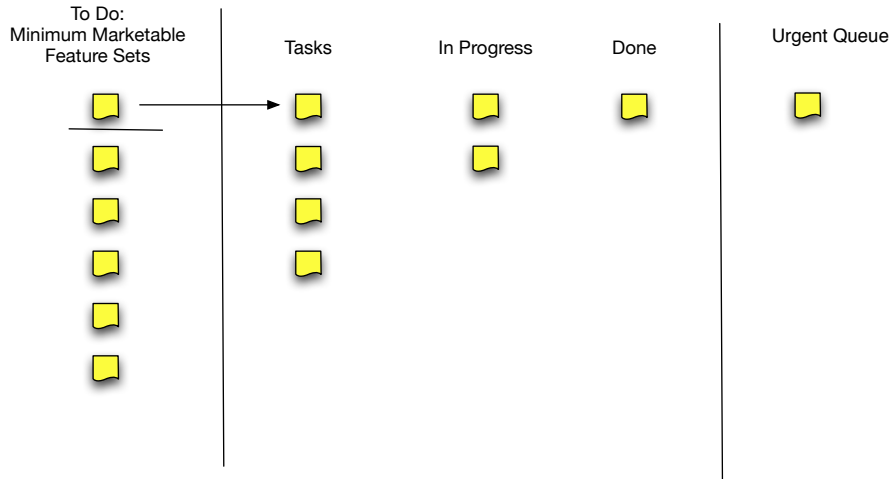 To Do:
Minimum Marketable
Feature Sets
Tasks
In Progress
Done
Urgent Queue